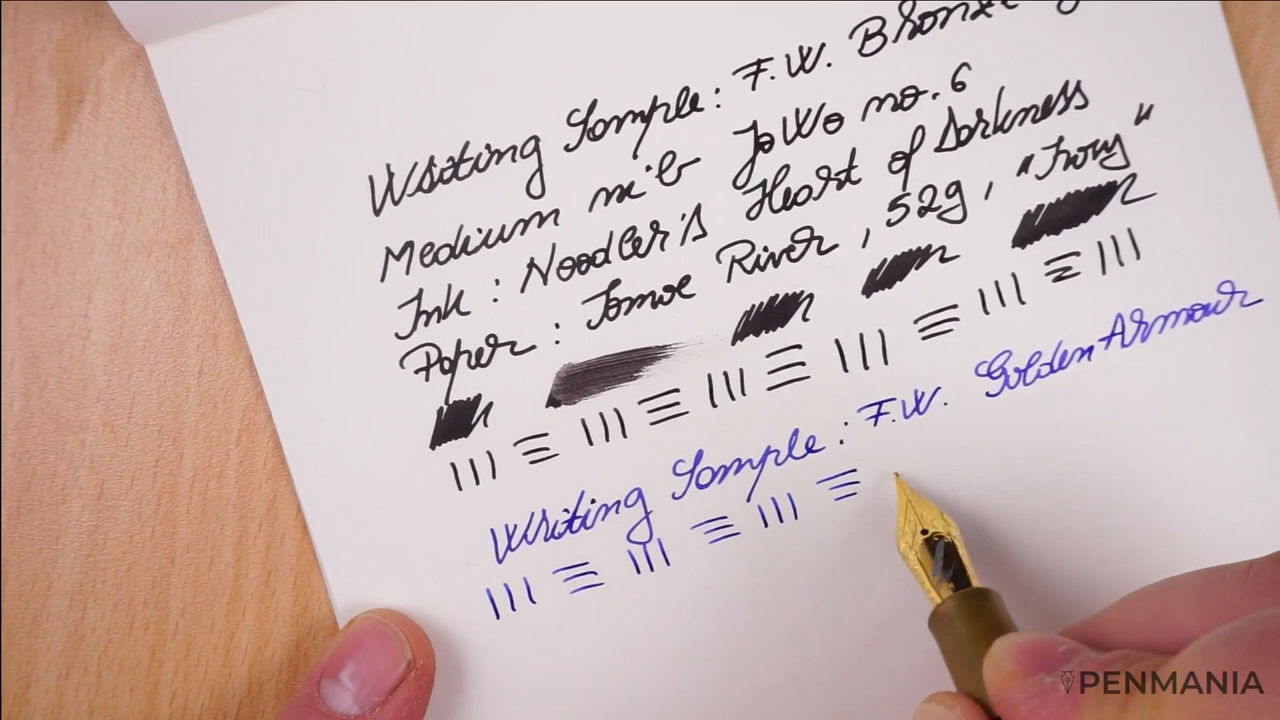 Writing Sample: F.W. Bronze
Medium nib JoWo no. 6
Ink: Noodler's Heart of Darkness
Paper: Tomoe River, 52g, "Ivory"
||| ≡ ||| ≡ ||| ≡ ||| ≡ ||| ≡ |||
Writing Sample: F.W. Golden Armour
||| ≡ ||| ≡ ||| ≡
PENMANIA